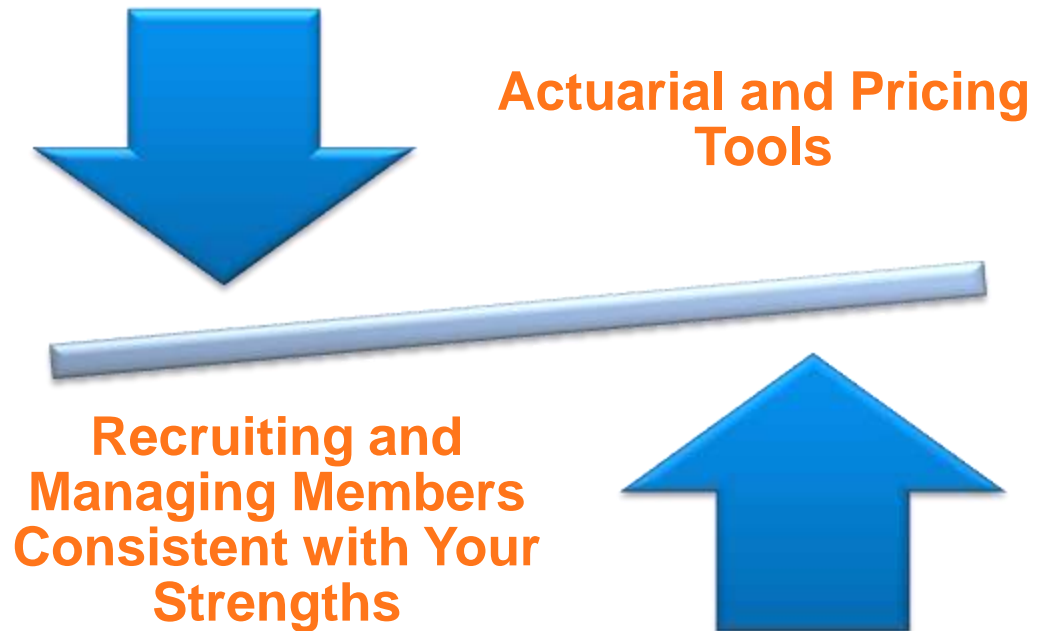 Actuarial and Pricing
Tools
Recruiting and
Managing Members
Consistent with Your
Strengths